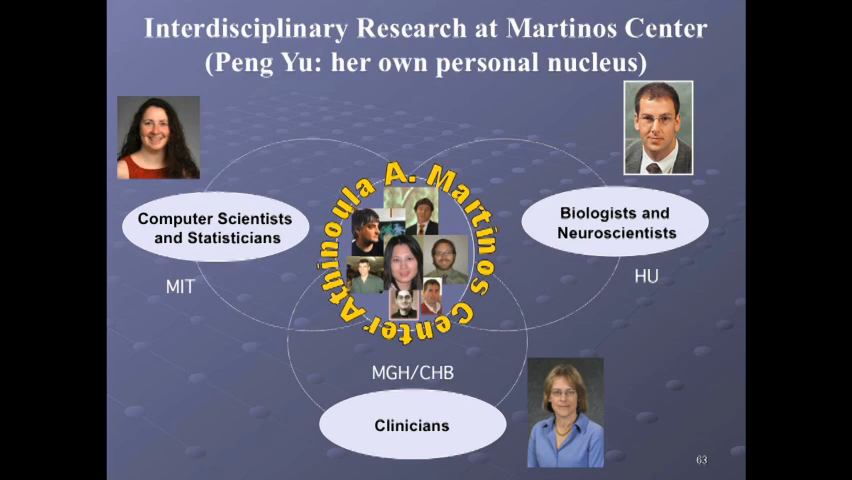 Interdisciplinary Research at Martinos Center
(Peng Yu: her own personal nucleus)
Athinoula A. Martinos Center
Computer Scientists
and Statisticians
Biologists and
Neuroscientists
MIT
HU
MGH/CHB
Clinicians
63